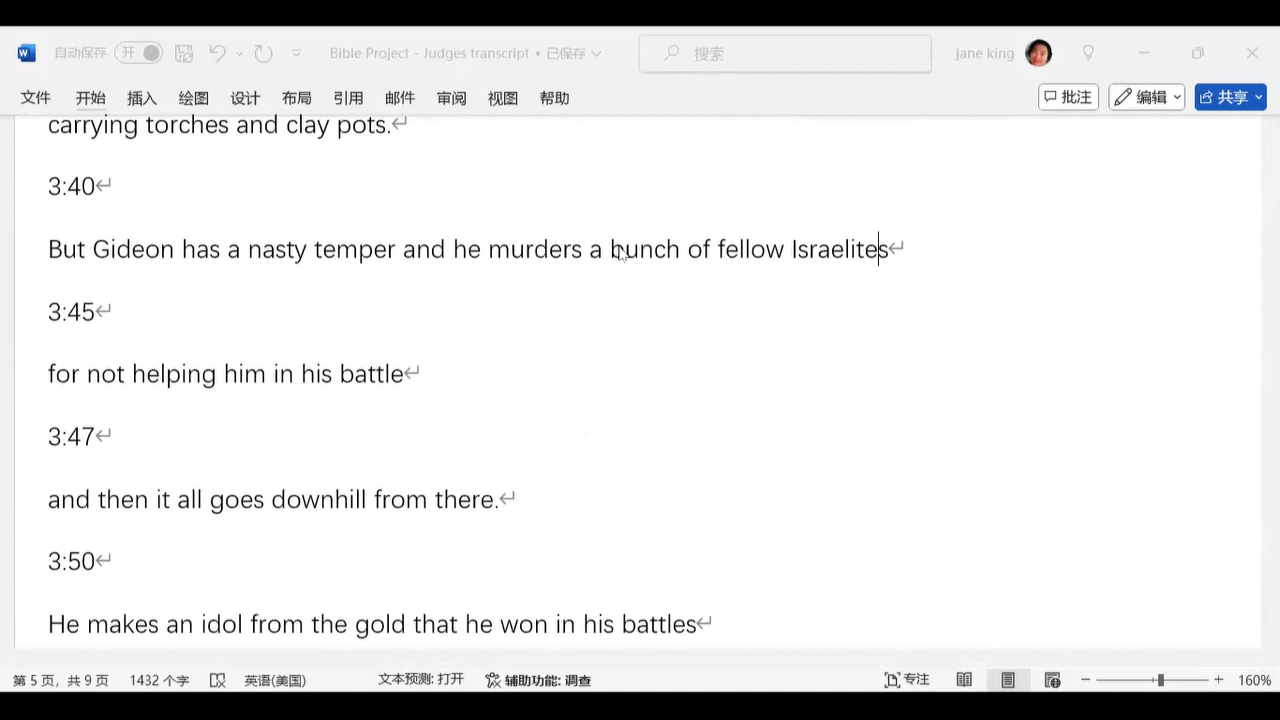 自动保存 开 Bible Project - Judges transcript • 已保存 搜索 jane king
文件 开始 插入 绘图 设计 布局 引用 邮件 审阅 视图 帮助 批注 编辑 共享
carrying torches and clay pots.
3:40
But Gideon has a nasty temper and he murders a bunch of fellow Israelites
3:45
for not helping him in his battle
3:47
and then it all goes downhill from there.
3:50
He makes an idol from the gold that he won in his battles
第 5 页，共 9 页 1432 个字 英语(美国) 文本预测: 打开 辅助功能: 调查 专注 160%